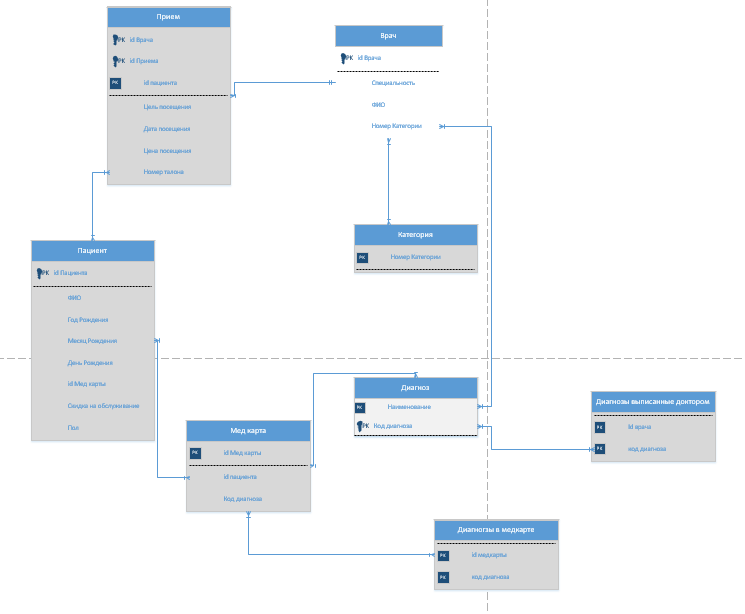 Прием
PK id Врача
PK id Приема
PK id пациента
Цель посещения
Дата посещения
Цена посещения
Номер талона
Врач
PK id Врача
Специальность
ФИО
Номер Категории
Категория
PK Номер Категории
Пациент
PK id Пациента
ФИО
Год Рождения
Месяц Рождения
День Рождения
id Мед карты
Скидка на обслуживание
Пол
Мед карта
PK id Мед карты
id пациента
Код диагноза
Диагноз
PK Наименование
PK Код диагноза
Диагнозы выписанные доктором
PK id врача
PK код диагноза
Диагногзы в медкарте
PK id медкарты
PK код диагноза